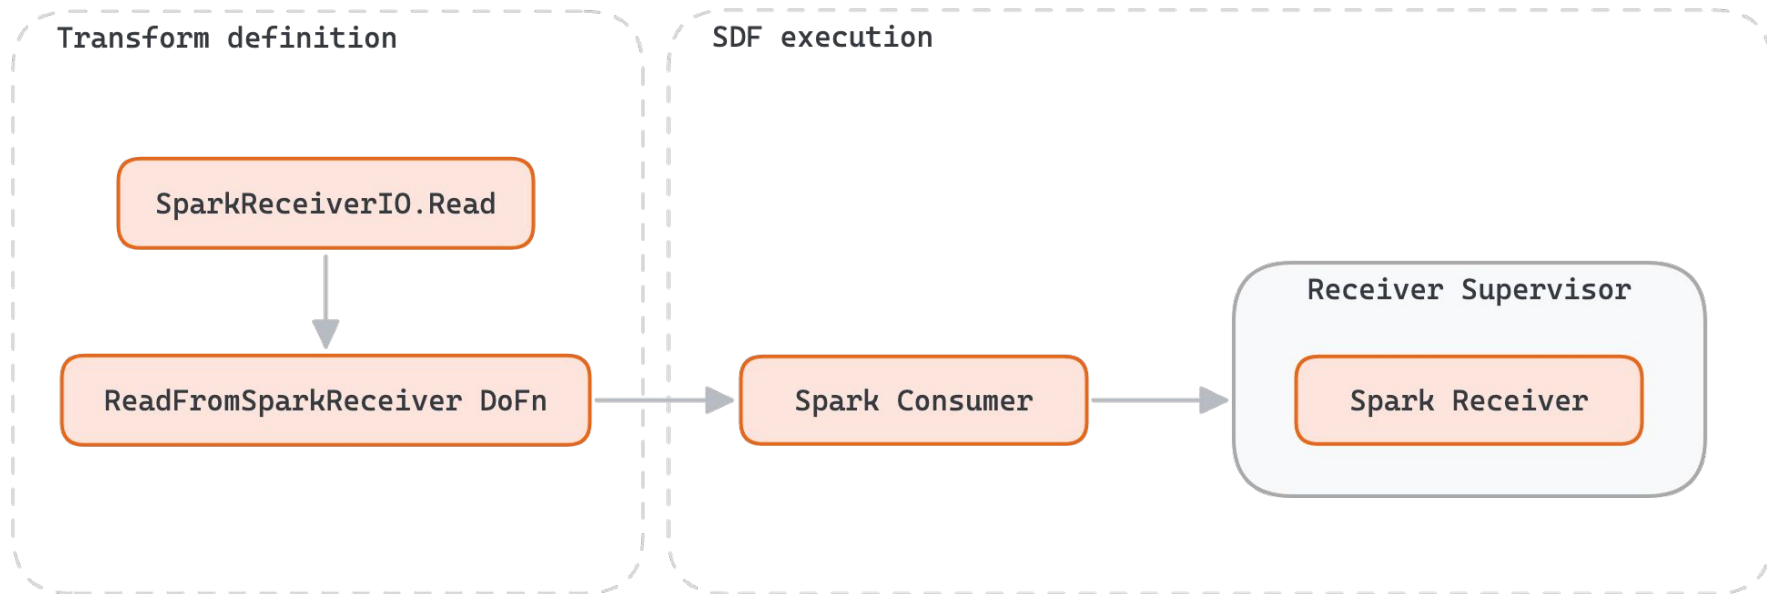 Transform definition
SDF execution
SparkReceiverIO.Read
Receiver Supervisor
ReadFromSparkReceiver DoFn
Spark Consumer
Spark Receiver